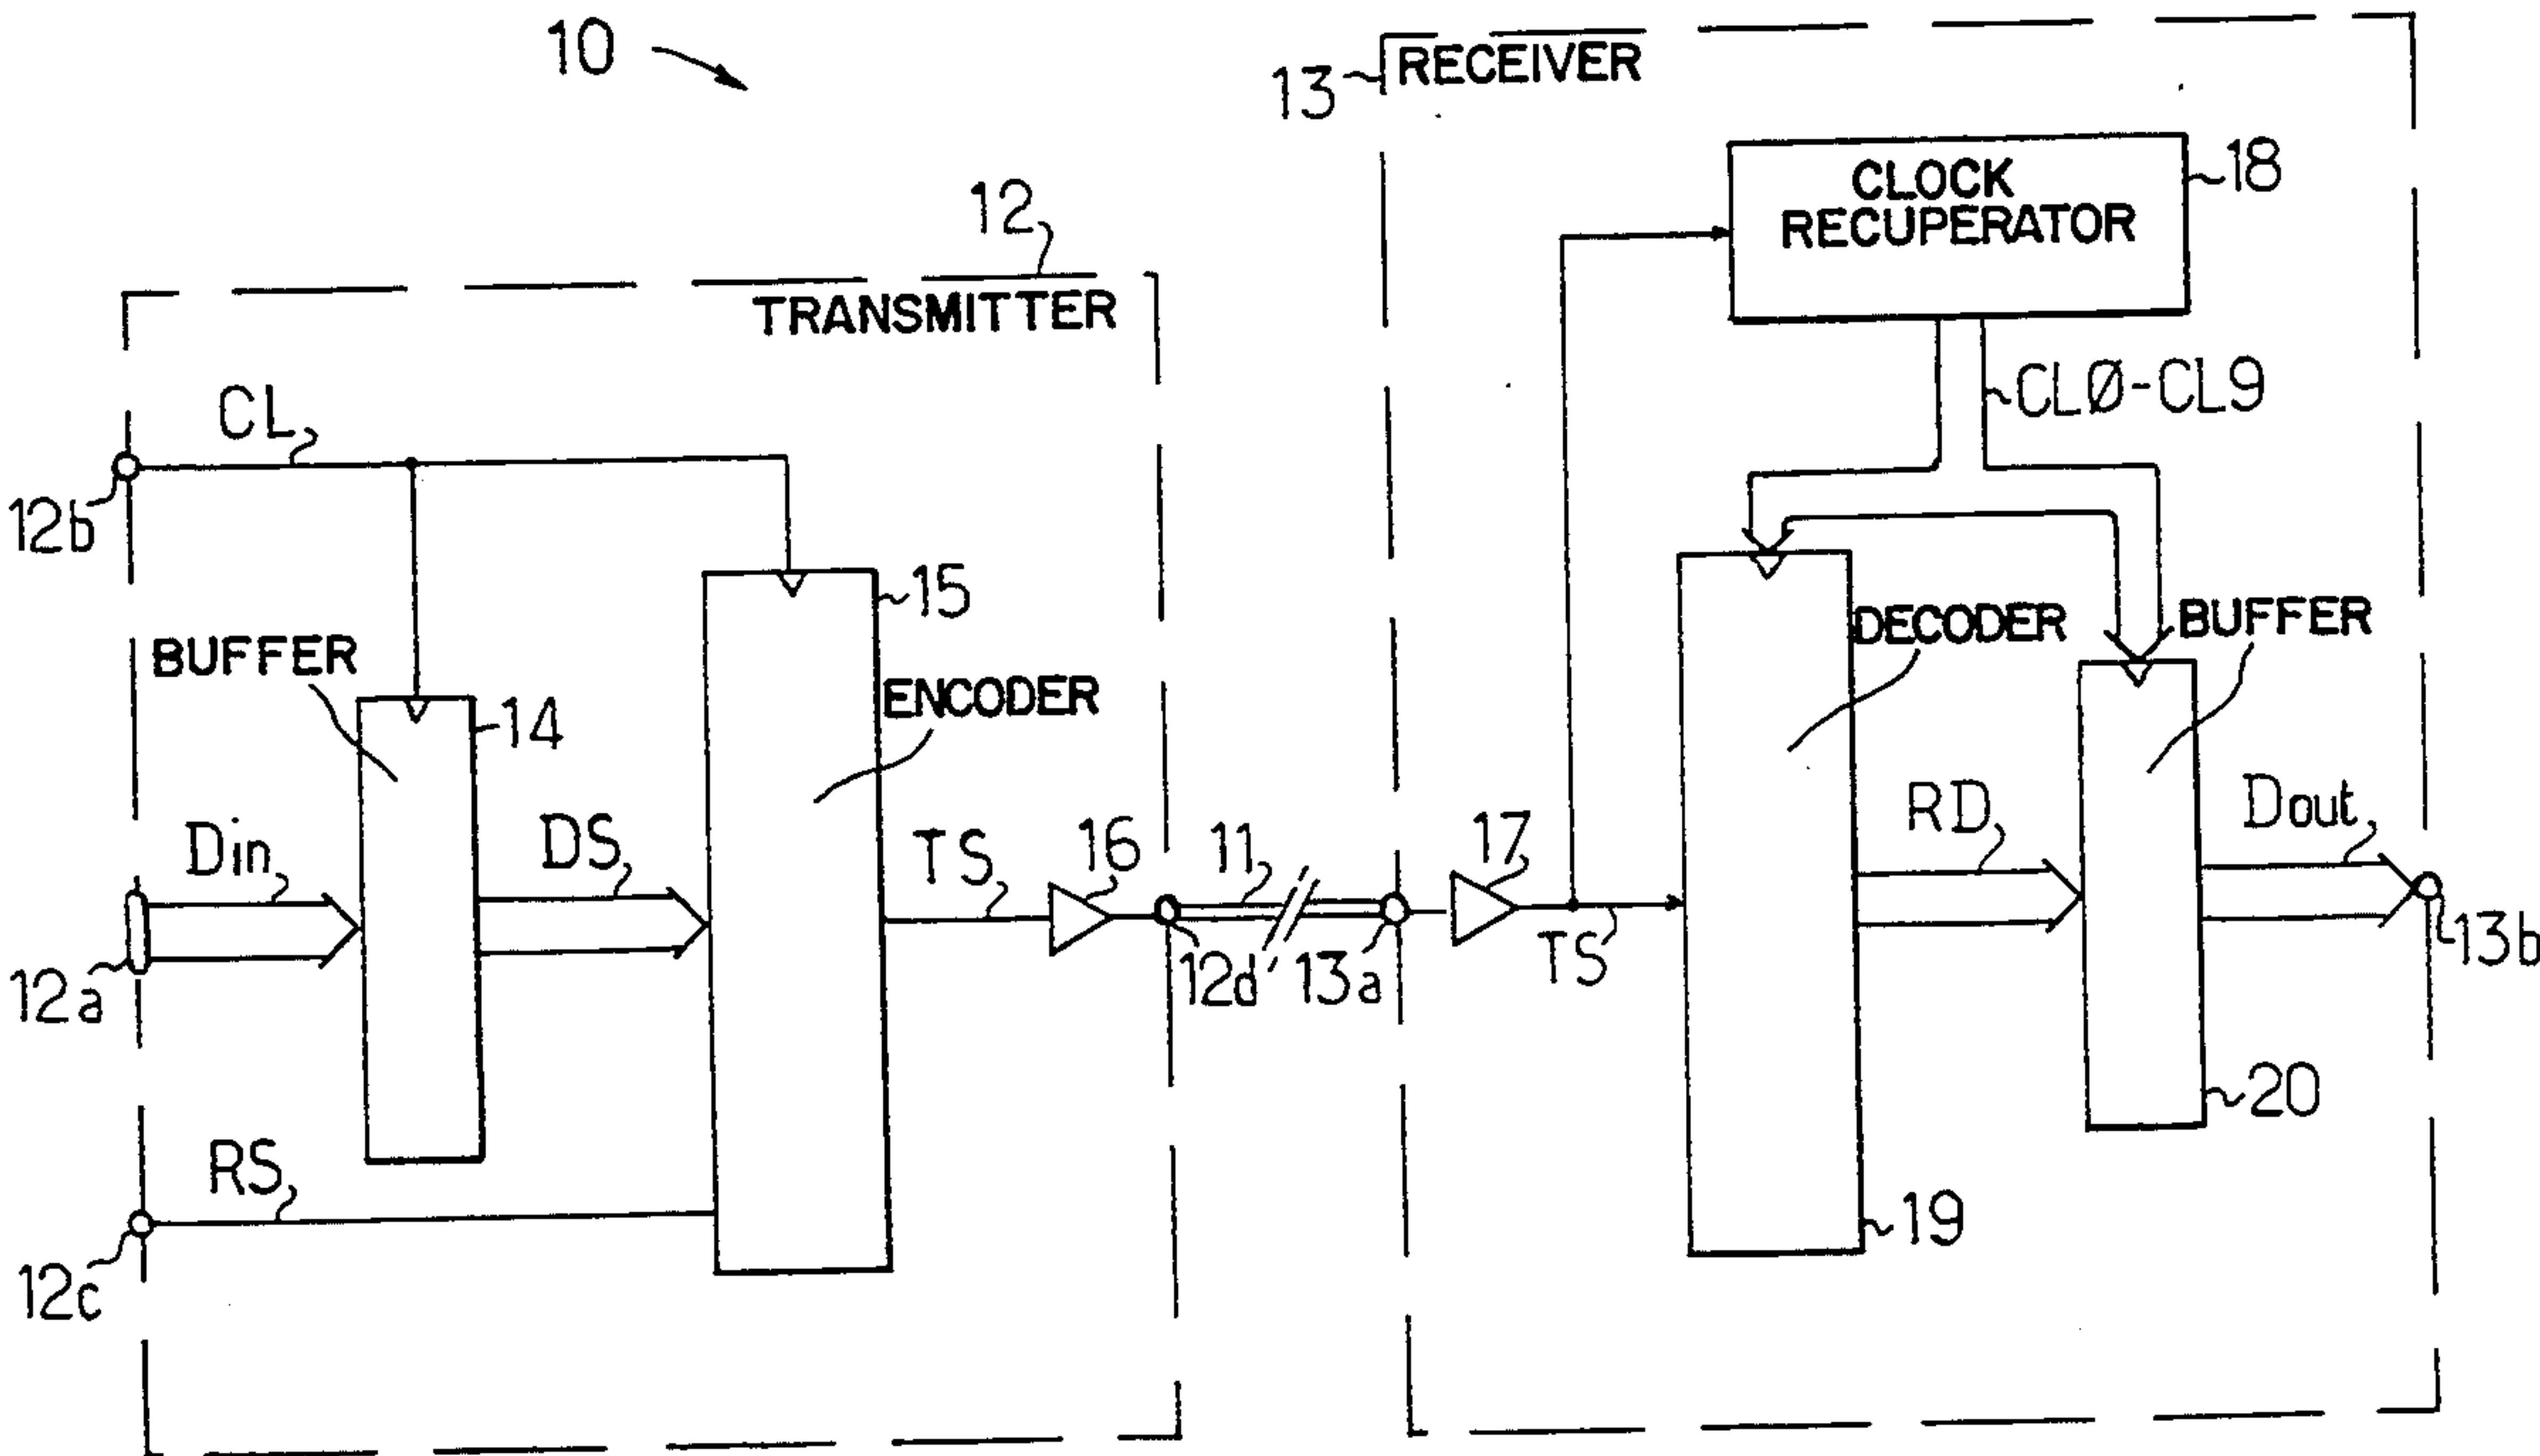 10
13
RECEIVER
CLOCK
RECUPERATOR
18
12
TRANSMITTER
CL
CLØ-CL9
12b
15
BUFFER
14
ENCODER
DECODER
BUFFER
Din
DS
TS
16
11
17
RD
Dout
12a
12d
13a
TS
13b
RS
20
12c
19